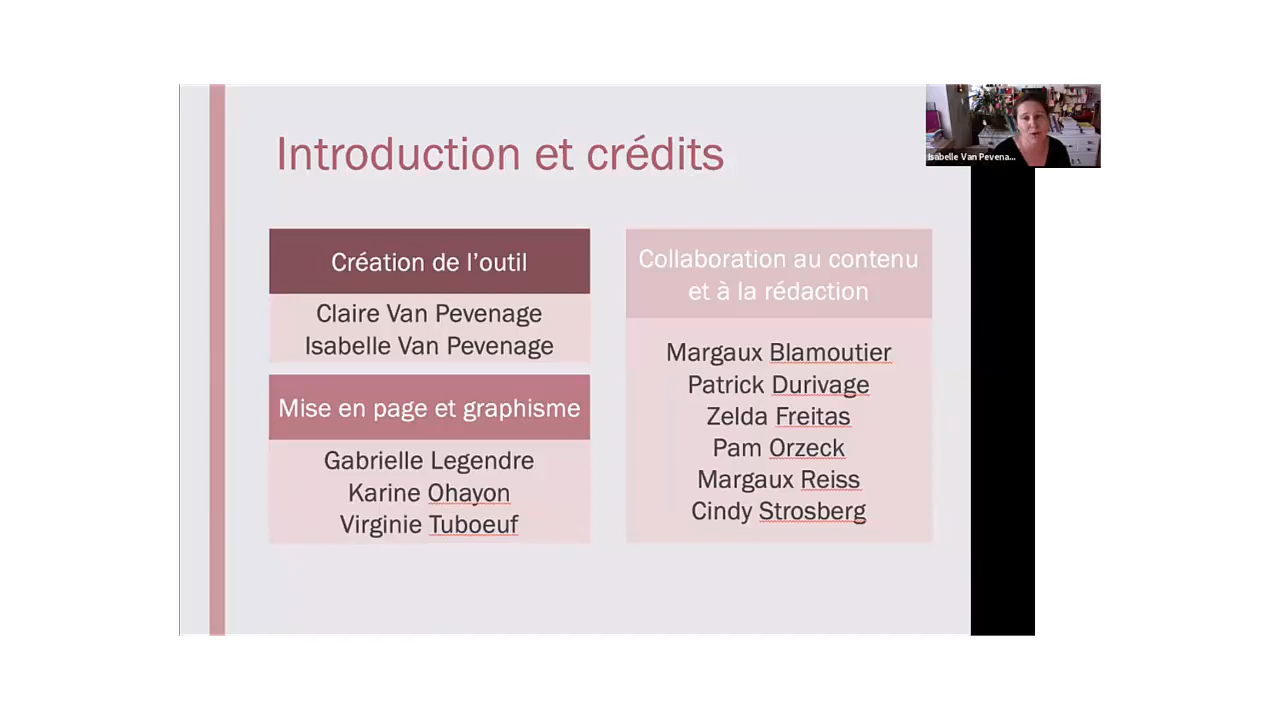 Introduction et crédits
Création de l'outil
Claire Van Pevenage
Isabelle Van Pevenage
Mise en page et graphisme
Gabrielle Legendre
Karine Ohayon
Virginie Tuboeuf
Collaboration au contenu
et à la rédaction
Margaux Blamoutier
Patrick Durivage
Zelda Freitas
Pam Orzeck
Margaux Reiss
Cindy Strosberg
Isabelle Van Pevena...